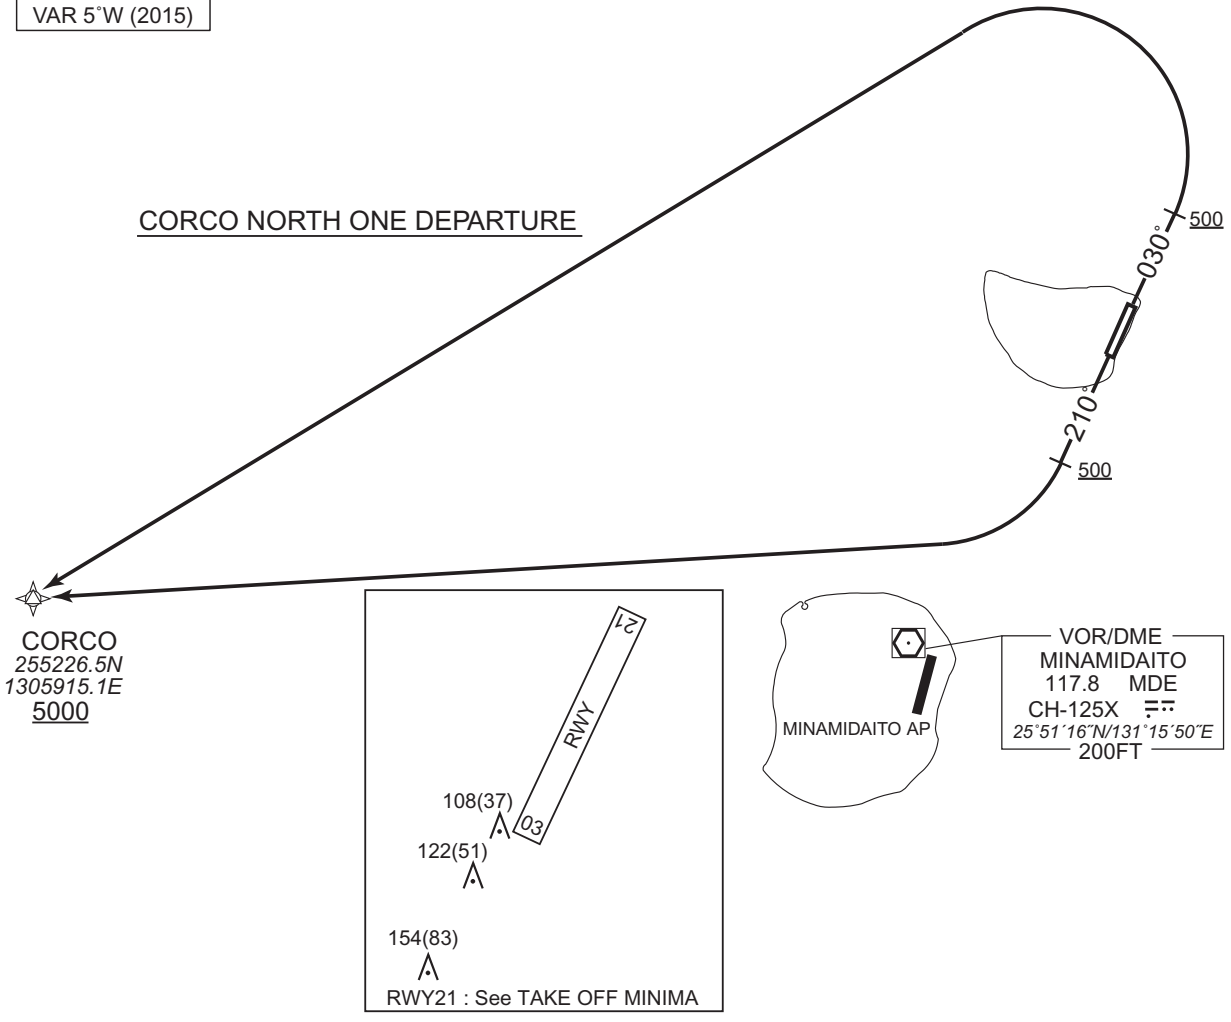 VAR 5˚W (2015)
CORCO NORTH ONE DEPARTURE
500
030˚
210˚
500
CORCO
255226.5N
1305915.1E
5000
21
RWY
03
108(37)
122(51)
154(83)
RWY21 : See TAKE OFF MINIMA
MINAMIDAITO AP
VOR/DME
MINAMIDAITO
117.8 MDE
CH-125X
25˚51´16˝N/131˚15´50˝E
200FT